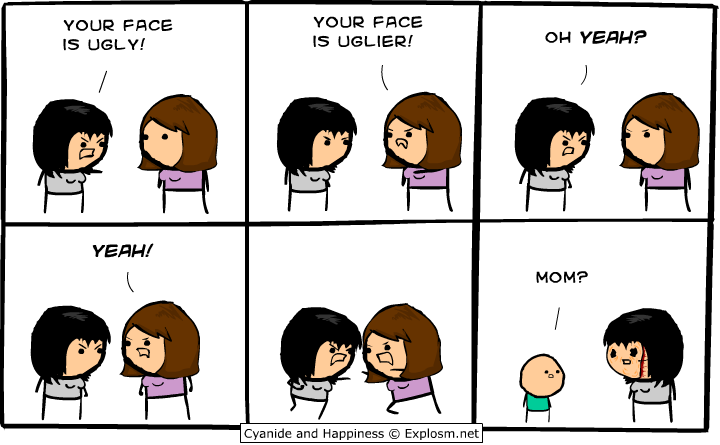 YOUR FACE
IS UGLY!
YOUR FACE
IS UGLIER!
OH YEAH?
YEAH!
MOM?
Cyanide and Happiness © Explosm.net